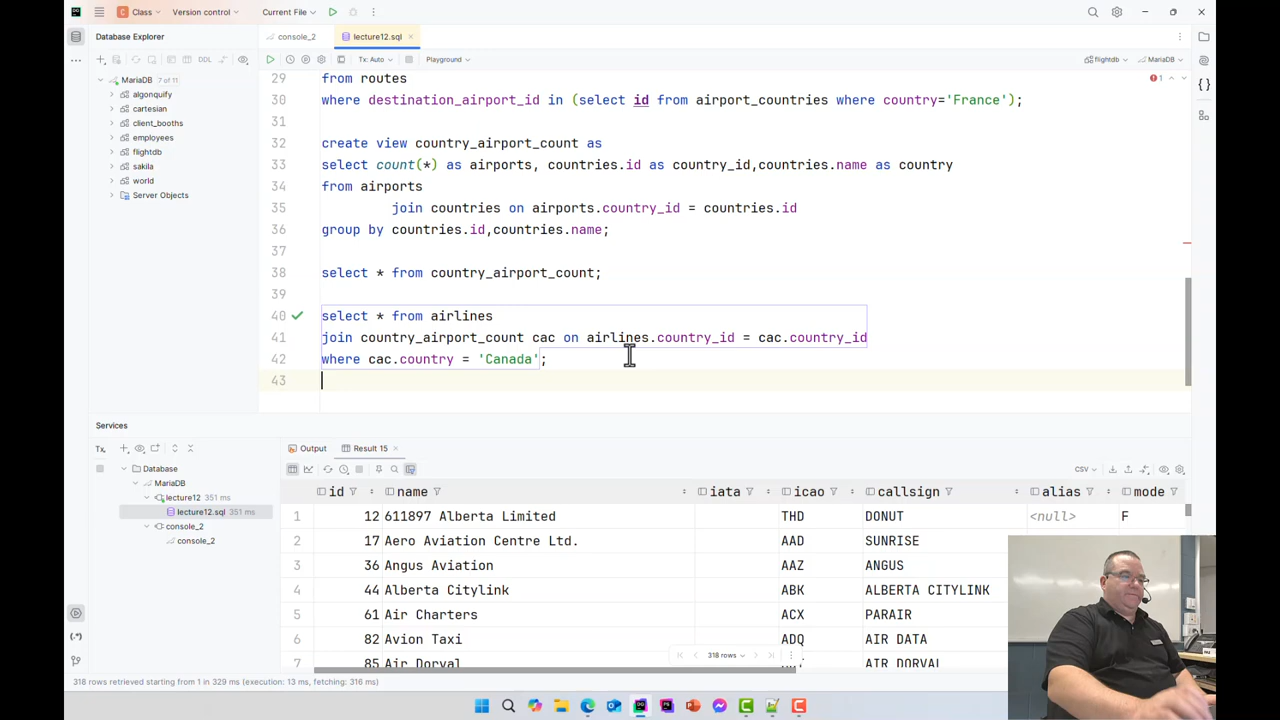 Class
Version control
Current File
Database Explorer
console_2
lecture12.sql
DDL
Tx: Auto
Playground
flightdb
MariaDB
MariaDB 7 of 11
algonquify
cartesian
client_booths
employees
flightdb
sakila
world
Server Objects
1
29 from routes
30 where destination_airport_id in (select id from airport_countries where country='France');
31
32 create view country_airport_count as
33 select count(*) as airports, countries.id as country_id,countries.name as country
34 from airports
35 join countries on airports.country_id = countries.id
36 group by countries.id,countries.name;
37
38 select * from country_airport_count;
39
40 select * from airlines
41 join country_airport_count cac on airlines.country_id = cac.country_id
42 where cac.country = 'Canada';
43
Services
Tx
Database
MariaDB
lecture12 351 ms
lecture12.sql 351 ms
console_2
console_2
Output
Result 15
CSV
id name iata icao callsign alias mode
1 12 611897 Alberta Limited THD DONUT <null> F
2 17 Aero Aviation Centre Ltd. AAD SUNRISE
3 36 Angus Aviation AAZ ANGUS
4 44 Alberta Citylink ABK ALBERTA CITYLINK
5 61 Air Charters ACX PARAIR
6 82 Avion Taxi ADQ AIR DATA
7 85 Air Dorval AIR DORVAL
318 rows
318 rows retrieved starting from 1 in 329 ms (execution: 13 ms, fetching: 316 ms)